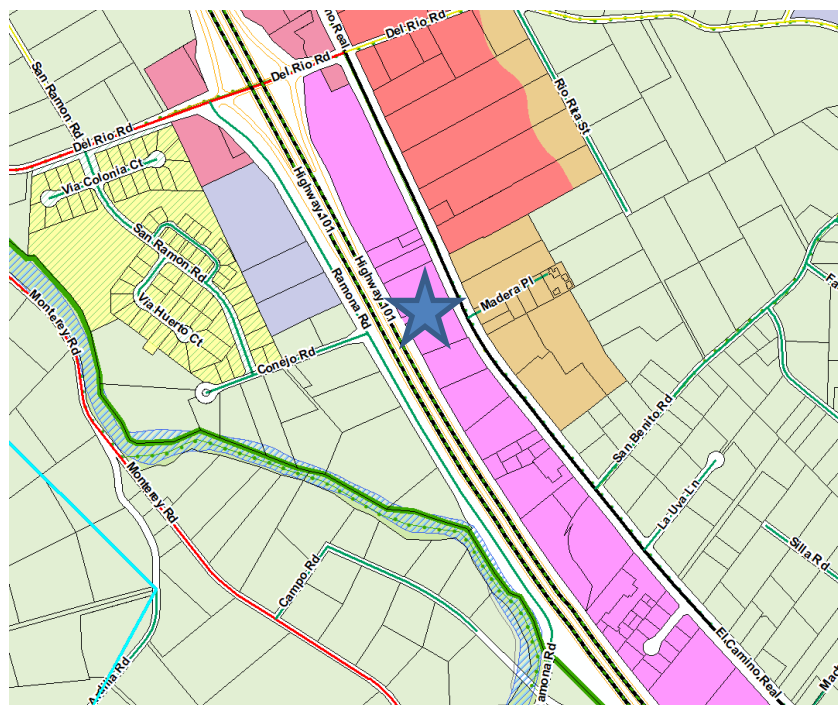 no Real
Del Rio Rd
San Ramon Rd
Del Rio Rd
Del Rio Rd
Rio Rita St
Via Colonia Ct
Highway 101
San Ramon Rd
Highway 101
Ramona Rd
Madera Pl
Monterey Rd
Via Huerto Ct
Conejo Rd
San Benito Rd
Monterey Rd
La Uva Ln
Silla Rd
Campo Rd
El Camino Real
amona Rd
Mad